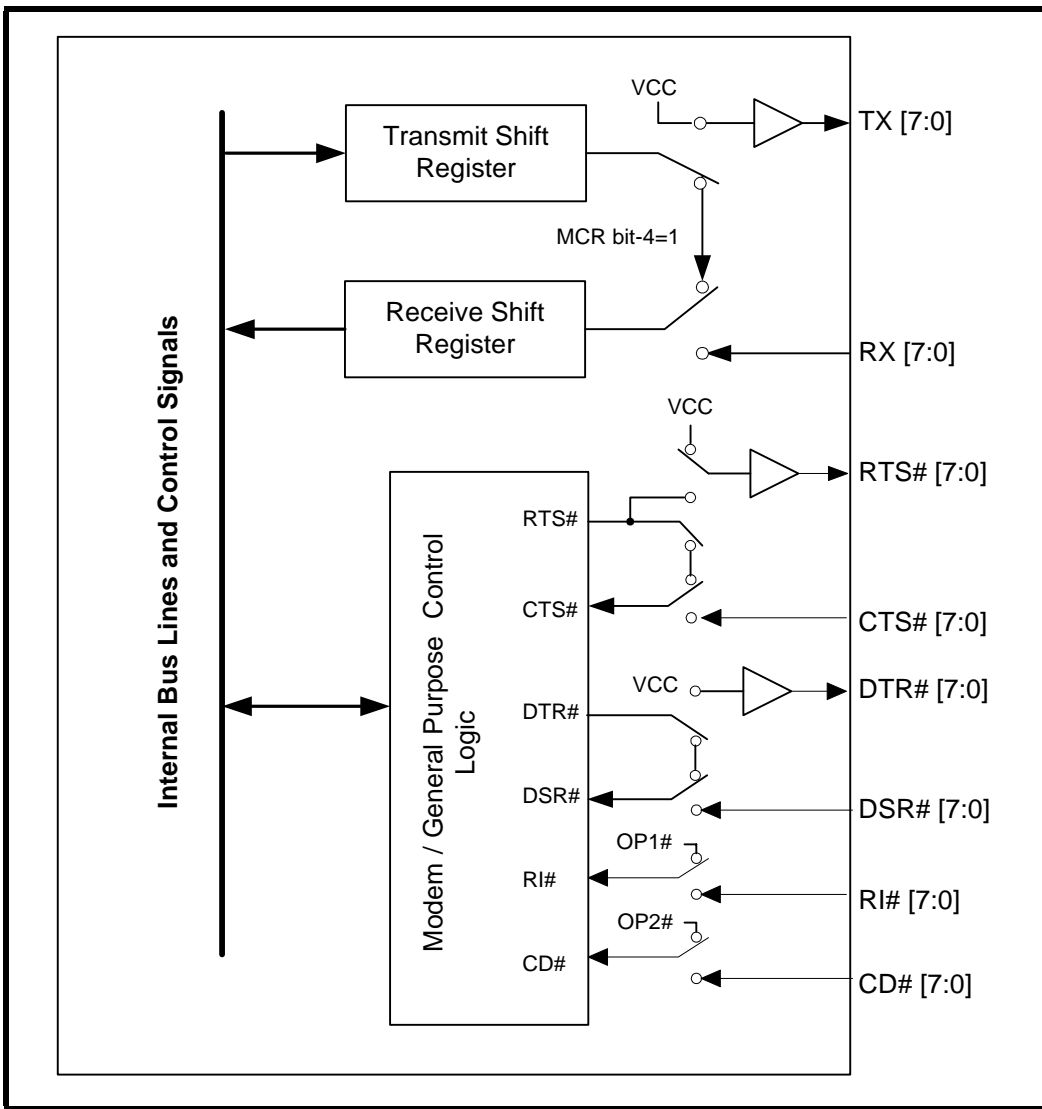 VCC
TX [7:0]
Transmit Shift
Register
MCR bit-4=1
Receive Shift
Register
RX [7:0]
Internal Bus Lines and Control Signals
VCC
RTS# [7:0]
Modem / General Purpose Control
Logic
RTS#
CTS#
CTS# [7:0]
VCC
DTR# [7:0]
DTR#
DSR#
DSR# [7:0]
OP1#
RI#
RI# [7:0]
OP2#
CD#
CD# [7:0]